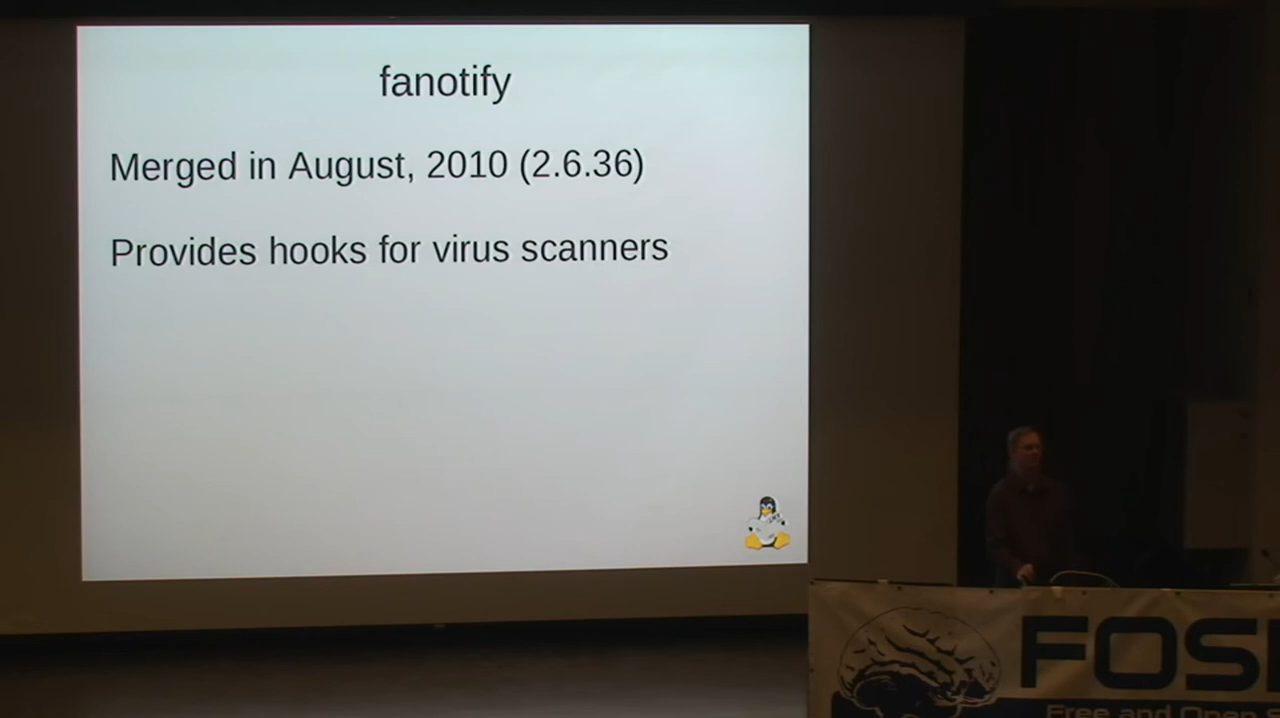 fanotify
Merged in August, 2010 (2.6.36)
Provides hooks for virus scanners
FOS
Free and Open S